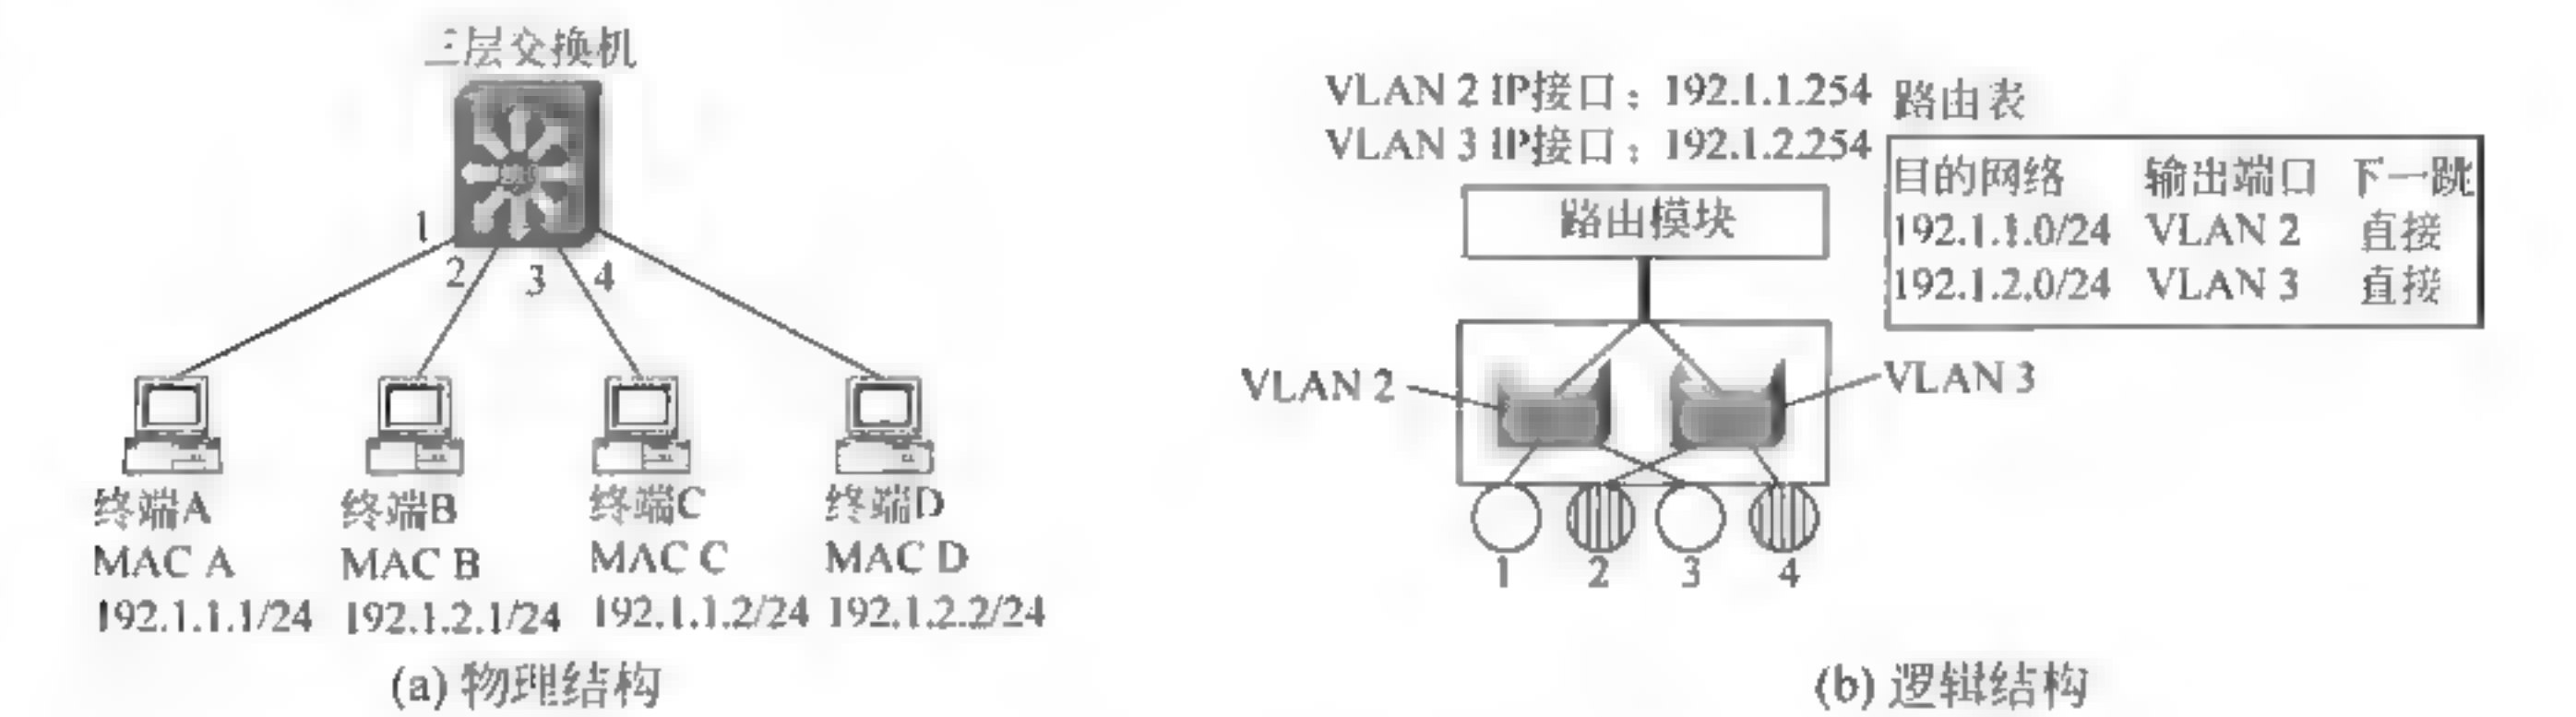 三层交换机
1
2
3
4
终端A
MAC A
192.1.1.1/24
终端B
MAC B
192.1.2.1/24
终端C
MAC C
192.1.1.2/24
终端D
MAC D
192.1.2.2/24
(a) 物理结构
VLAN 2 IP接口：192.1.1.254
VLAN 3 IP接口：192.1.2.254
路由表
目的网络 输出端口 下一跳
192.1.1.0/24 VLAN 2 直接
192.1.2.0/24 VLAN 3 直接
路由模块
VLAN 2
VLAN 3
1 2 3 4
(b) 逻辑结构